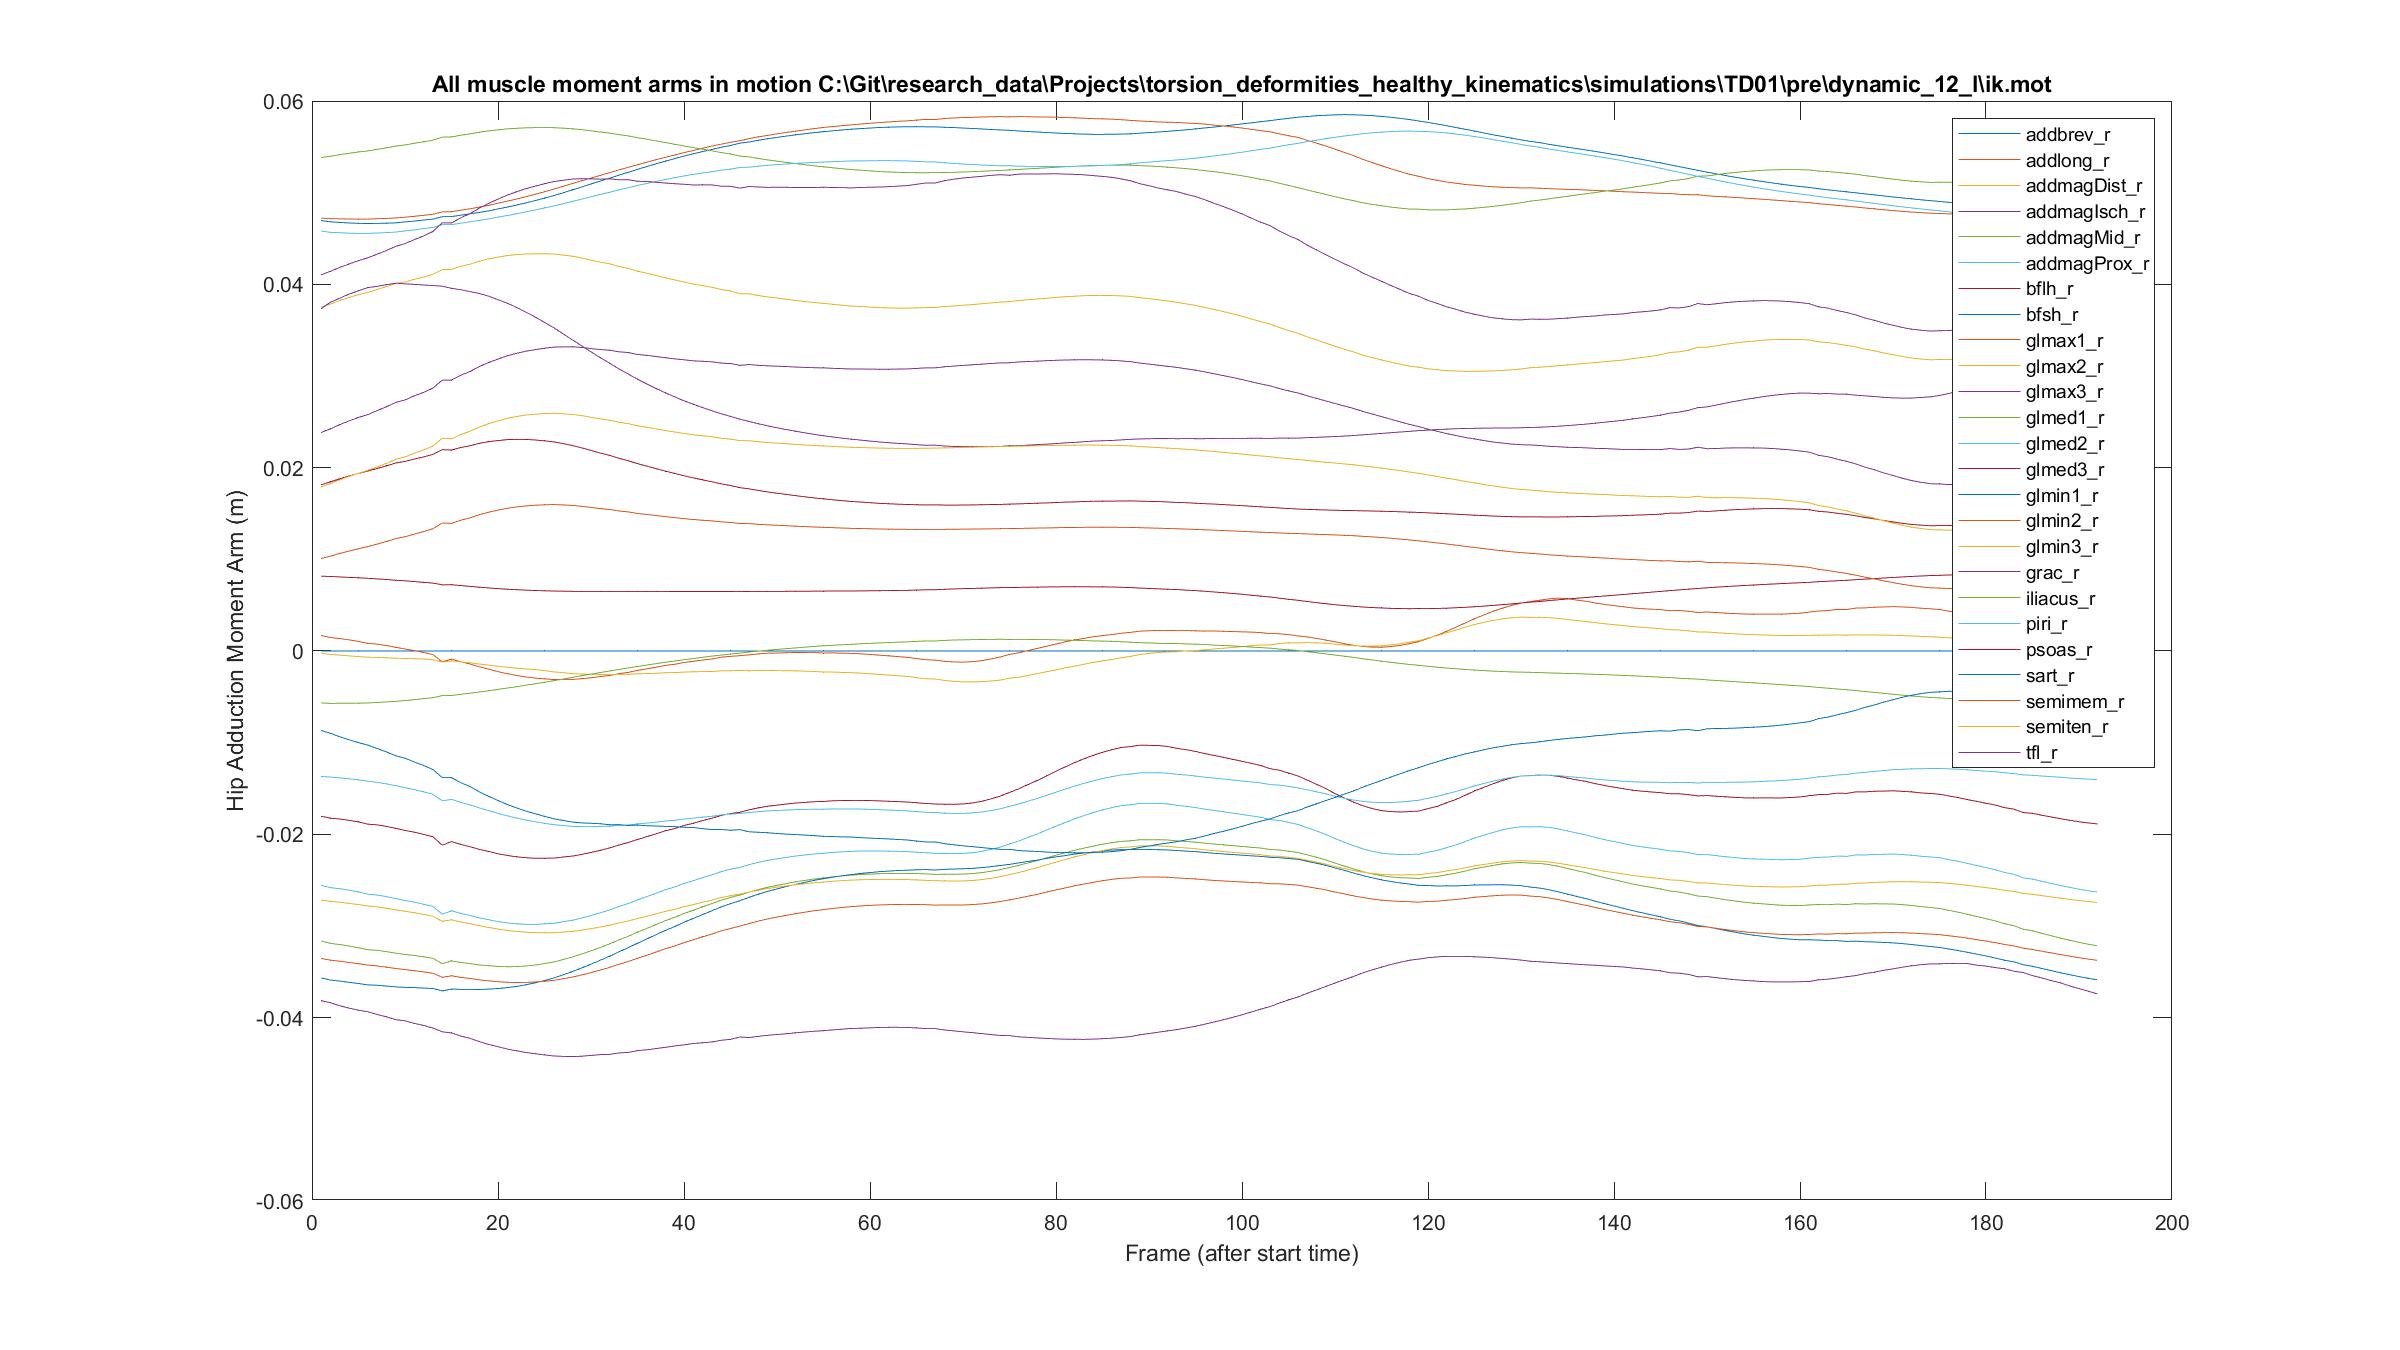 All muscle moment arms in motion C:\Git\research_data\Projects\torsion_deformities_healthy_kinematics\simulations\TD01\pre\dynamic_12_l\ik.mot
0.06
0.04
0.02
0
-0.02
-0.04
-0.06
Hip Adduction Moment Arm (m)
addbrev_r
addlong_r
addmagDist_r
addmagIsch_r
addmagMid_r
addmagProx_r
bflh_r
bfsh_r
glmax1_r
glmax2_r
glmax3_r
glmed1_r
glmed2_r
glmed3_r
glmin1_r
glmin2_r
glmin3_r
grac_r
iliacus_r
piri_r
psoas_r
sart_r
semimem_r
semiten_r
tfl_r
0 20 40 60 80 100 120 140 160 180 200
Frame (after start time)